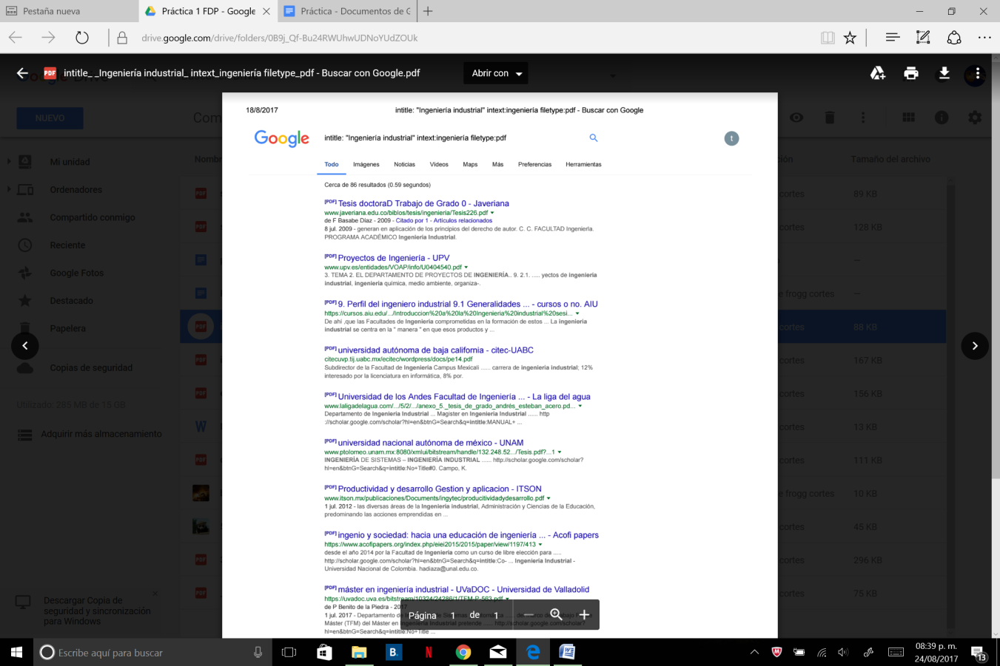 Pestaña nueva
Práctica 1 FDP - Google
Práctica - Documentos de G
drive.google.com/drive/folders/0B9j_Qf-Bu24RWUhwUDNoYUdZOUk
PDF intitle_ _Ingeniería industrial_ intext_ingeniería filetype_pdf - Buscar con Google.pdf
Abrir con
NUEVO
Mi unidad
Ordenadores
Compartido conmigo
Reciente
Google Fotos
Destacado
Papelera
Copias de seguridad
Utilizado: 285 MB de 15 GB
Adquirir más almacenamiento
Descargar Copia de
seguridad y sincronización
para Windows
Tamaño del archivo
cortes 89 KB
cortes 128 KB
e frogg cortes
cortes 88 KB
cortes 167 KB
cortes 156 KB
cortes 13 KB
cortes 111 KB
e frogg cortes 10 KB
cortes 45 KB
cortes 296 KB
cortes 75 KB
18/8/2017 intitle: "Ingeniería industrial" intext:ingeniería filetype:pdf - Buscar con Google
Google intitle: "Ingeniería industrial" intext:ingeniería filetype:pdf t
Todo Imágenes Noticias Vídeos Maps Más Preferencias Herramientas
Cerca de 86 resultados (0.59 segundos)
[PDF] Tesis doctoraD Trabajo de Grado 0 - Javeriana
www.javeriana.edu.co/biblos/tesis/ingenieria/Tesis226.pdf
de F Basabe Díaz - 2009 - Citado por 1 - Artículos relacionados
8 jul. 2009 - generan en aplicación de los principios del derecho de autor. C. C. FACULTAD Ingeniería.
PROGRAMA ACADÉMICO Ingeniería Industrial.
[PDF] Proyectos de Ingeniería - UPV
www.upv.es/entidades/VOAP/info/U0404540.pdf
3. TEMA 2. EL DEPARTAMENTO DE PROYECTOS DE INGENIERÍA.. 9. 2.1. ..... yectos de ingeniería
industrial, ingeniería química, medio ambiente, organiza-.
[PDF] 9. Perfil del ingeniero industrial 9.1 Generalidades ... - cursos o no. AIU
https://cursos.aiu.edu/.../Introduccion%20a%20la%20Ingenieria%20industrial%20sesi...
De ahí ,que las Facultades de Ingeniería comprometidas en la formación de estos ... La ingeniería
industrial se centra en la " manera " en que esos productos y ...
[PDF] universidad autónoma de baja california - citec-UABC
citecuvp.tij.uabc.mx/ecitec/wordpress/docs/pe14.pdf
Subdirector de la Facultad de Ingeniería Campus Mexicali ...... carrera de ingeniería industrial; 12%
interesado por la licenciatura en informática, 8% por.
[PDF] Universidad de los Andes Facultad de Ingeniería ... - La liga del agua
www.laligadelagua.com/.../5/2/.../anexo_5._tesis_de_grado_andrés_esteban_acero.pd...
Departamento de Ingeniería Industrial ... Magister en Ingeniería Industrial ...... http
://scholar.google.com/scholar?hl=en&btnG=Search&q=intitle:MANUAL+ ...
[PDF] universidad nacional autónoma de méxico - UNAM
www.ptolomeo.unam.mx:8080/xmlui/bitstream/handle/132.248.52.../Tesis.pdf?...1
INGENIERÍA DE SISTEMAS – INGENIERÍA INDUSTRIAL ...... http://scholar.google.com/scholar?
hl=en&btnG=Search&q=intitle:No+Title#0. Campo, K.
[PDF] Productividad y desarrollo Gestion y aplicacion - ITSON
www.itson.mx/publicaciones/Documents/ingytec/producitividadydesarrollo.pdf
1 jul. 2012 - las diversas áreas de la Ingeniería industrial, Administración y Ciencias de la Educación,
predominando las acciones emprendidas en ...
[PDF] ingenio y sociedad: hacia una educación de ingeniería ... - Acofi papers
https://www.acofipapers.org/index.php/eiei2015/2015/paper/view/1197/413
desde el año 2014 por la Facultad de Ingeniería como un curso de libre elección para .....
http://scholar.google.com/scholar?hl=en&btnG=Search&q=intitle:Co- ... Ingeniería Industrial -
Universidad Nacional de Colombia. hadiaza@unal.edu.co.
[PDF] máster en ingeniería industrial - UVaDOC - Universidad de Valladolid
https://uvadoc.uva.es/bitstream/10324/24286/1/TFM-P-563.pdf
de P Benito de la Piedra - 2017
1 jul. 2017 - Departamento de
Máster (TFM) del Máster en Ingeniería Industrial pretende ...... http://scholar.google.com/scholar?
hl=en&btnG=Search&q=intitle:No+Title ...
Página 1 de 1
Escribe aquí para buscar
B.
N
08:39 p. m.
24/08/2017
13